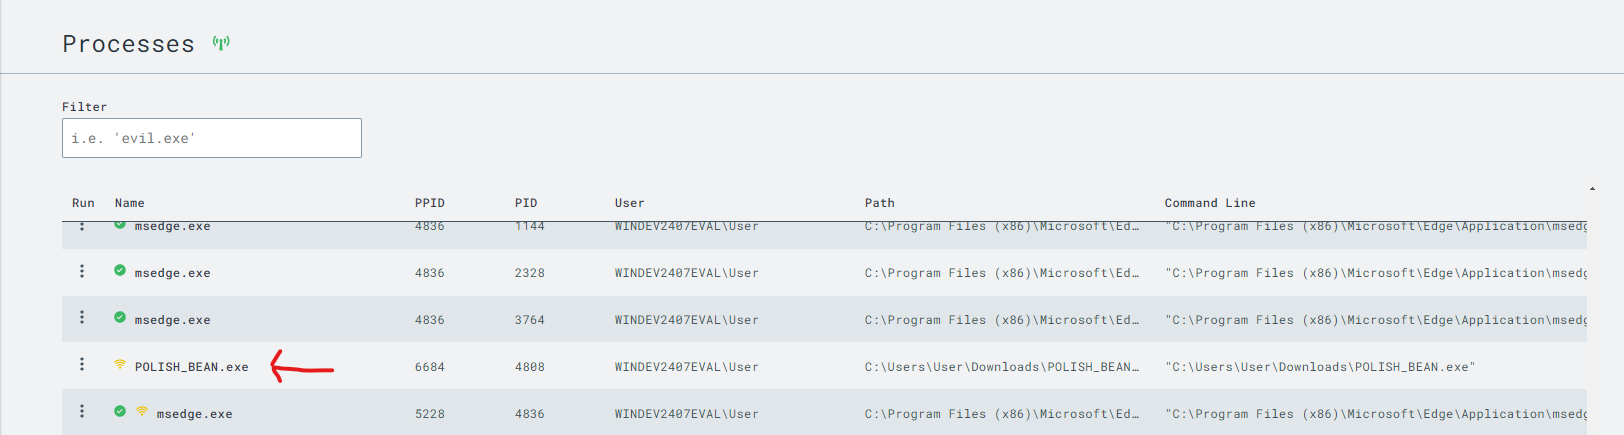 Processes
Filter
i.e. 'evil.exe'
Run Name PPID PID User Path Command Line
msedge.exe 4836 1144 WINDEV2407EVAL\User C:\Program Files (x86)\Microsoft\Ed… "C:\Program Files (x86)\Microsoft\Edge\Application\msedg
msedge.exe 4836 2328 WINDEV2407EVAL\User C:\Program Files (x86)\Microsoft\Ed… "C:\Program Files (x86)\Microsoft\Edge\Application\msedg
msedge.exe 4836 3764 WINDEV2407EVAL\User C:\Program Files (x86)\Microsoft\Ed… "C:\Program Files (x86)\Microsoft\Edge\Application\msedg
POLISH_BEAN.exe 6684 4808 WINDEV2407EVAL\User C:\Users\User\Downloads\POLISH_BEAN… "C:\Users\User\Downloads\POLISH_BEAN.exe"
msedge.exe 5228 4836 WINDEV2407EVAL\User C:\Program Files (x86)\Microsoft\Ed… "C:\Program Files (x86)\Microsoft\Edge\Application\msedg